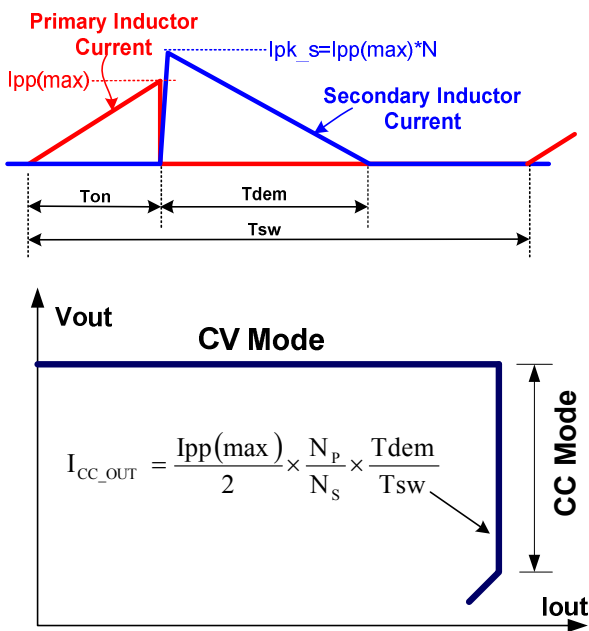 Primary Inductor
Current
Ipk_s=Ipp(max)*N
Ipp(max)
Secondary Inductor
Current
Ton
Tdem
Tsw
Vout
CV Mode
I_CC_OUT = Ipp(max)/2 × N_P/N_S × Tdem/Tsw
CC Mode
Iout